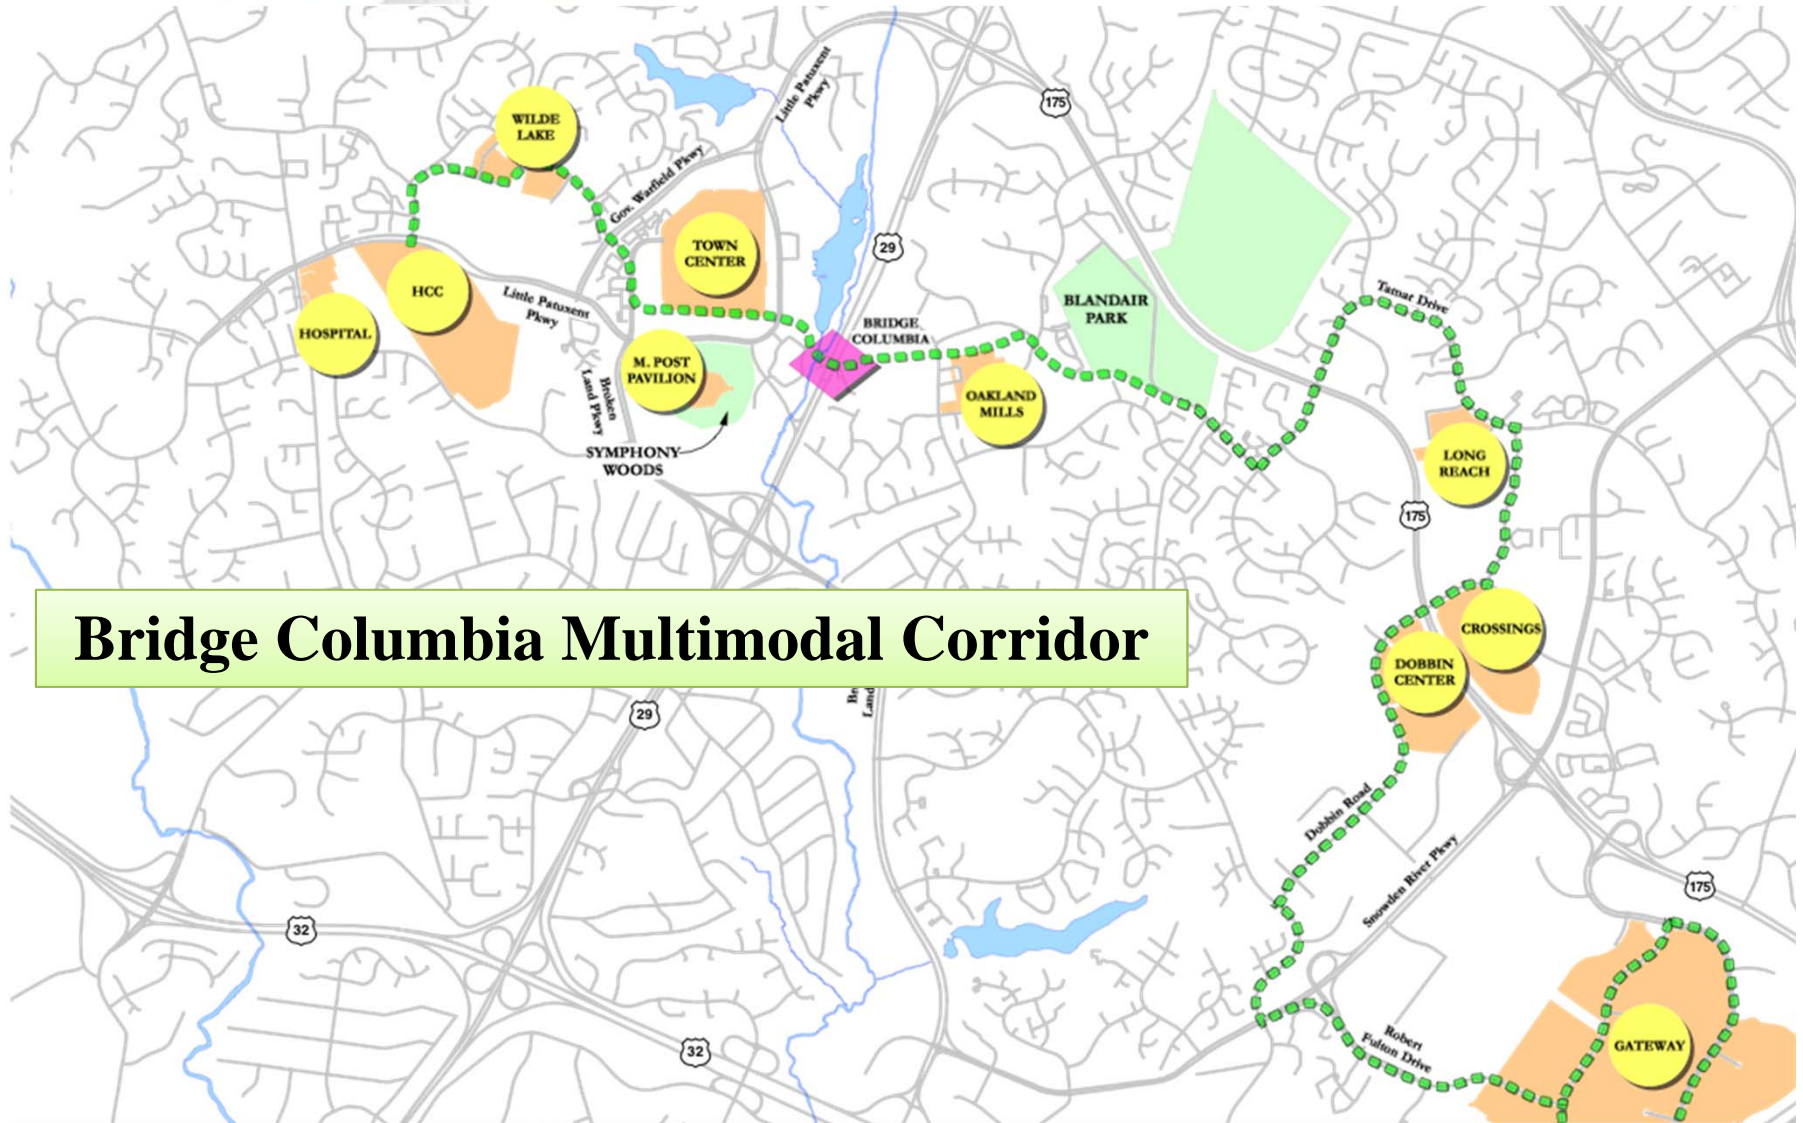 WILDE
LAKE
Little Patuxent
Pkwy
175
Gov. Warfield Pkwy
TOWN
CENTER
29
HCC
HOSPITAL
Little Patuxent
Pkwy
BRIDGE
COLUMBIA
BLANDAIR
PARK
Tamar Drive
M. POST
PAVILION
Broken
Land Pkwy
OAKLAND
MILLS
SYMPHONY
WOODS
LONG
REACH
175
Bridge Columbia Multimodal Corridor
CROSSINGS
DOBBIN
CENTER
29
Land
Dobbin Road
Snowden River Pkwy
175
32
32
Robert
Fulton Drive
GATEWAY